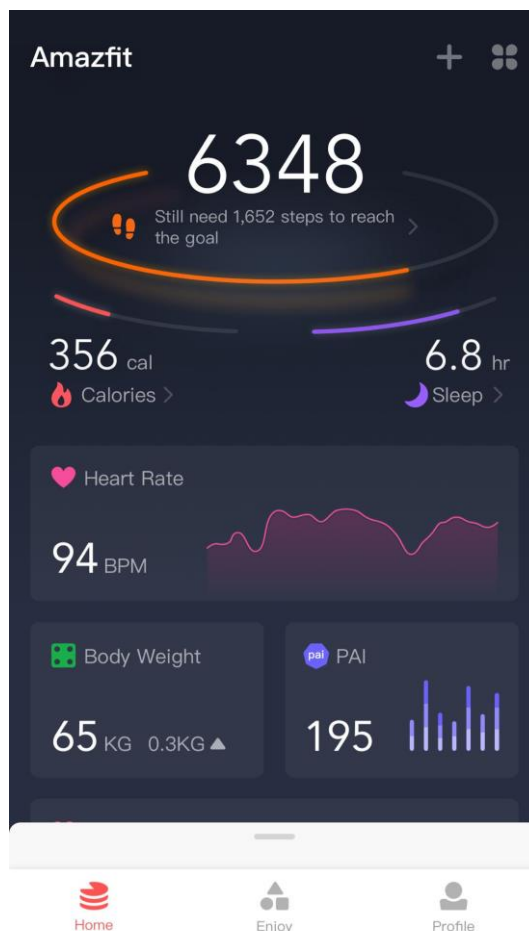 Amazfit
6348
Still need 1,652 steps to reach
the goal
356 cal
6.8 hr
Calories
Sleep
Heart Rate
94 BPM
Body Weight
pai PAI
65 KG 0.3KG
195
Home
Enjoy
Profile